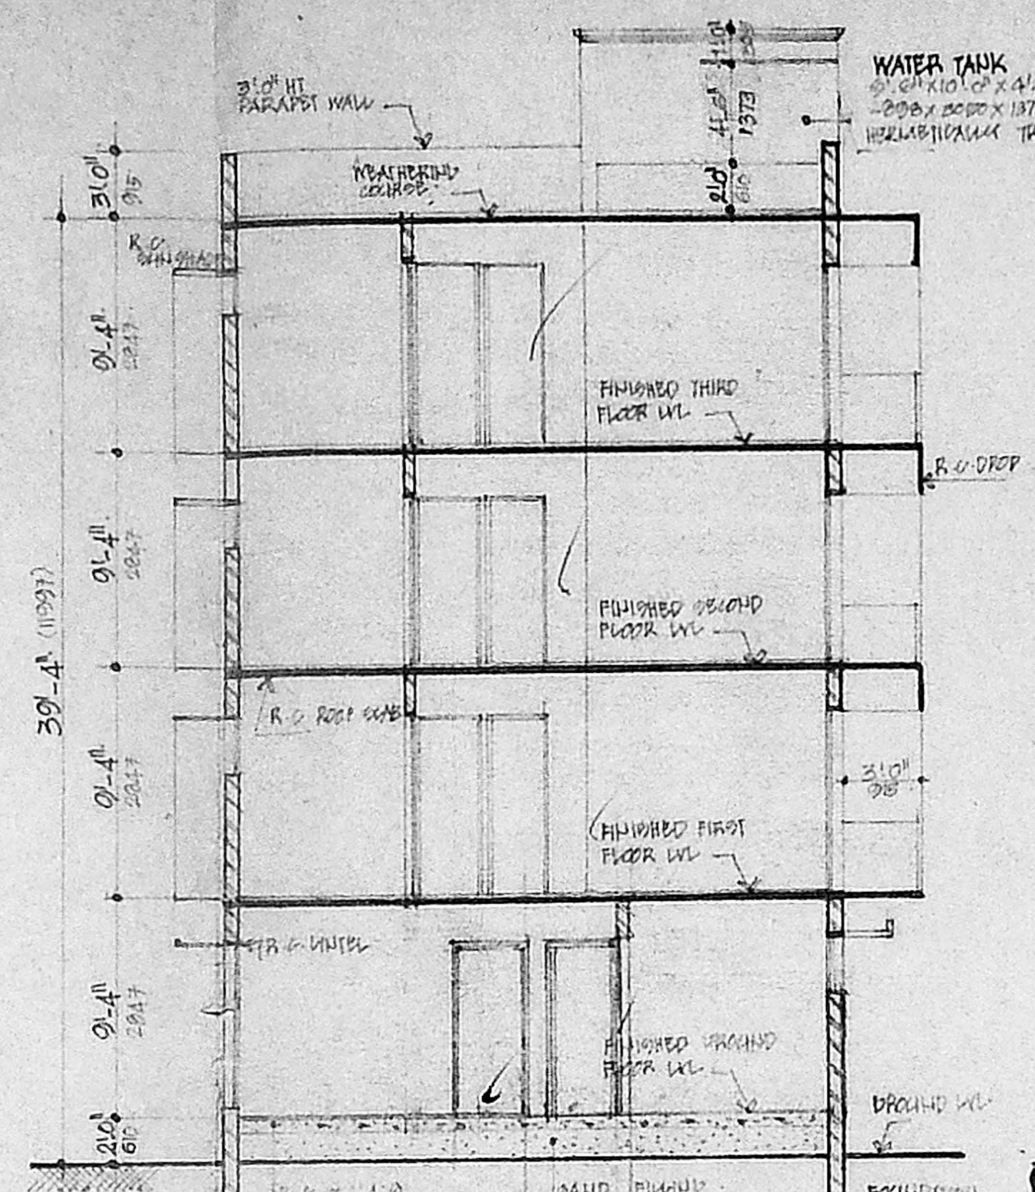 WATER TANK
3'.0" HT
PARAPET WALL
WEATHERING
COURSE.
1'.0"
305
4'.6"
1373
2'.0"
610
3'.0"
915
R.C.
SUNSHADE
9'-4".
2847
FINISHED THIRD
FLOOR LVL
R.C. DROP
9'-4".
2847
39'-4" (11997)
FINISHED SECOND
FLOOR LVL
R.C ROOF SLAB
9'-4".
2847
3'.0"
915
FINISHED FIRST
FLOOR LVL
R.C. LINTEL
9'-4"
2847
FINISHED GROUND
FLOOR LVL
GROUND LVL
2'.0"
610